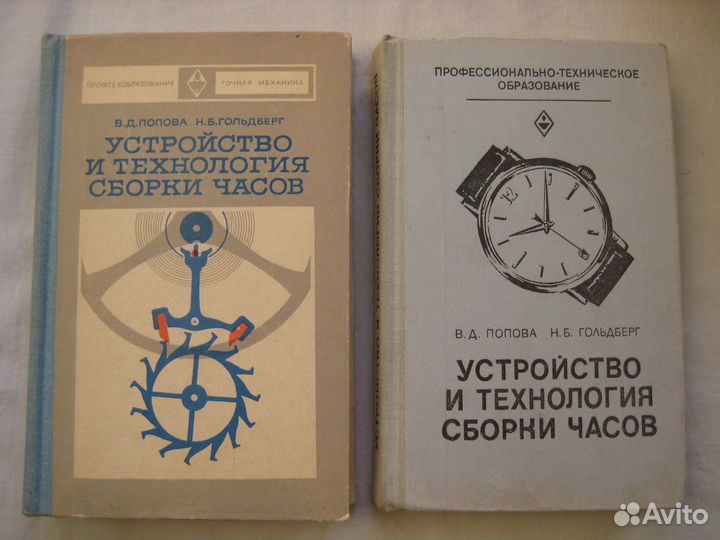 ПРОФТЕХОБРАЗОВАНИЕ ТОЧНАЯ МЕХАНИКА
В.Д.ПОПОВА Н.Б.ГОЛЬДБЕРГ
УСТРОЙСТВО
И ТЕХНОЛОГИЯ
СБОРКИ ЧАСОВ
ПРОФЕССИОНАЛЬНО-ТЕХНИЧЕСКОЕ
ОБРАЗОВАНИЕ
12
В. Д. ПОПОВА Н. Б. ГОЛЬДБЕРГ
УСТРОЙСТВО
И ТЕХНОЛОГИЯ
СБОРКИ ЧАСОВ
Avito